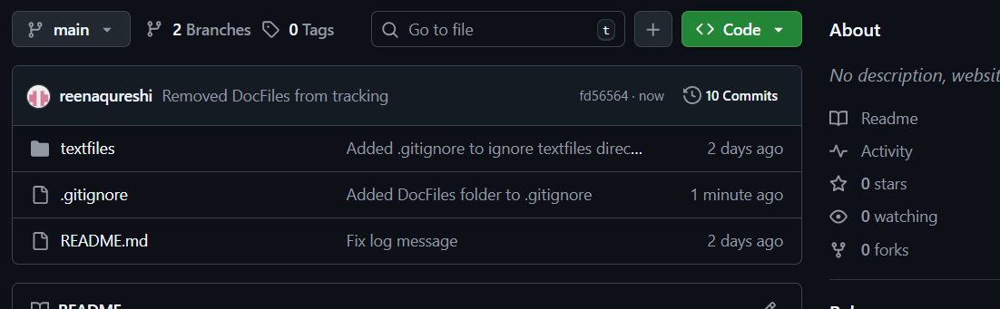 main 2 Branches 0 Tags Go to file t Code About
No description, websit
reenaqureshi Removed DocFiles from tracking fd56564 · now 10 Commits
Readme
textfiles Added .gitignore to ignore textfiles direc... 2 days ago
Activity
.gitignore Added DocFiles folder to .gitignore 1 minute ago
0 stars
0 watching
README.md Fix log message 2 days ago
0 forks
README